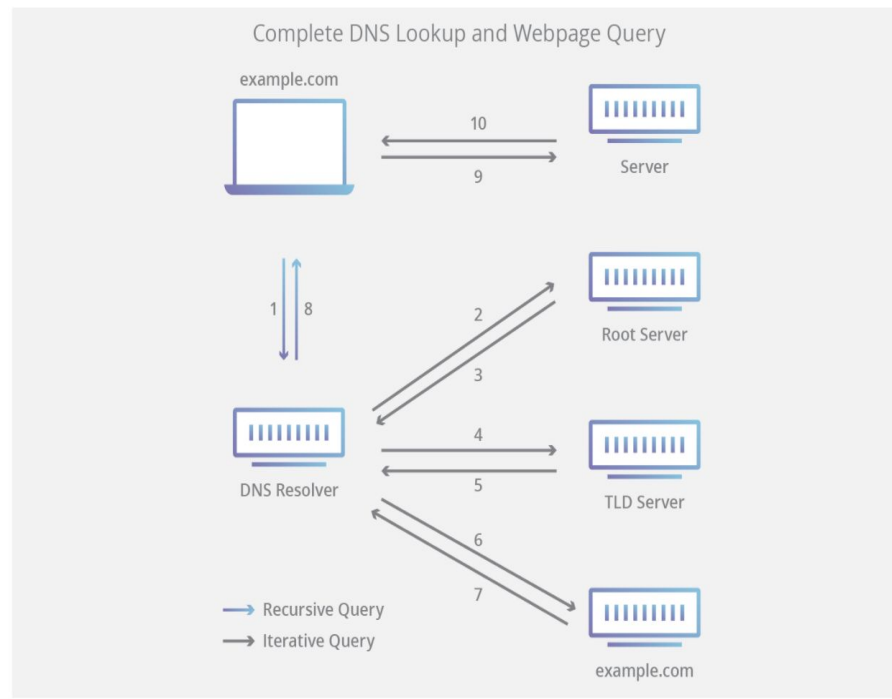 Complete DNS Lookup and Webpage Query
example.com
10
9
Server
1
8
2
3
Root Server
4
5
DNS Resolver
TLD Server
6
7
Recursive Query
Iterative Query
example.com